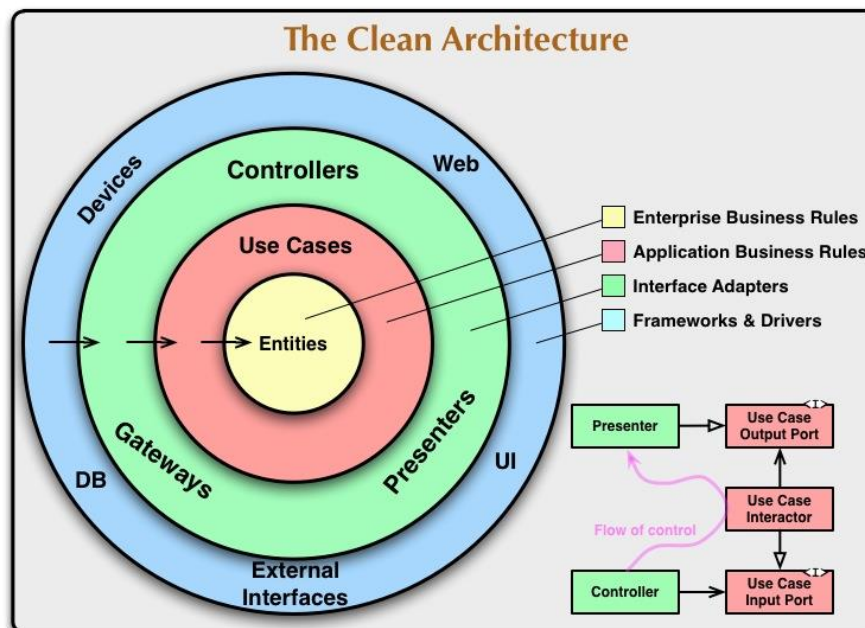 The Clean Architecture
Devices
Web
Controllers
Use Cases
Entities
Gateways
Presenters
DB
UI
External
Interfaces
Enterprise Business Rules
Application Business Rules
Interface Adapters
Frameworks & Drivers
Presenter
<I>
Use Case
Output Port
Flow of control
Use Case
Interactor
Controller
<I>
Use Case
Input Port